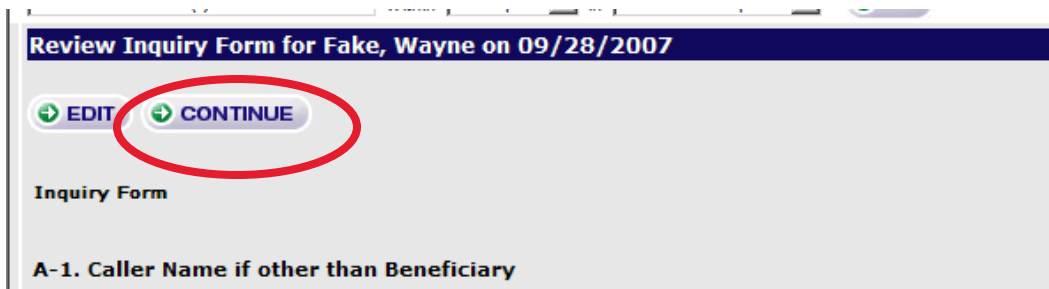 Review Inquiry Form for Fake, Wayne on 09/28/2007
EDIT CONTINUE
Inquiry Form
A-1. Caller Name if other than Beneficiary